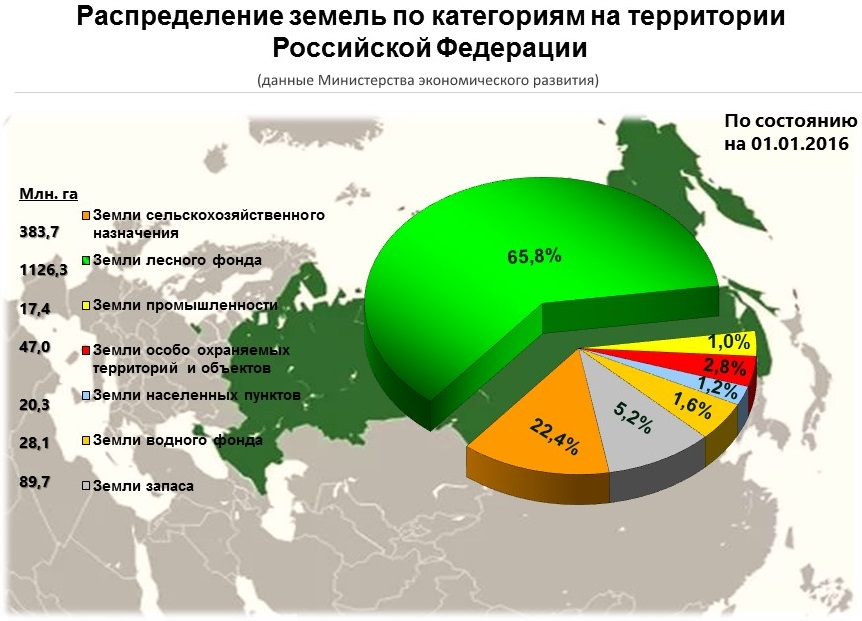 Распределение земель по категориям на территории
Российской Федерации
(данные Министерства экономического развития)
По состоянию
на 01.01.2016
Млн. га
383,7
Земли сельскохозяйственного
назначения
1126,3
Земли лесного фонда
17,4
Земли промышленности
47,0
Земли особо охраняемых
территорий и объектов
20,3
Земли населенных пунктов
28,1
Земли водного фонда
89,7
Земли запаса
65,8%
1,0%
2,8%
1,2%
1,6%
5,2%
22,4%